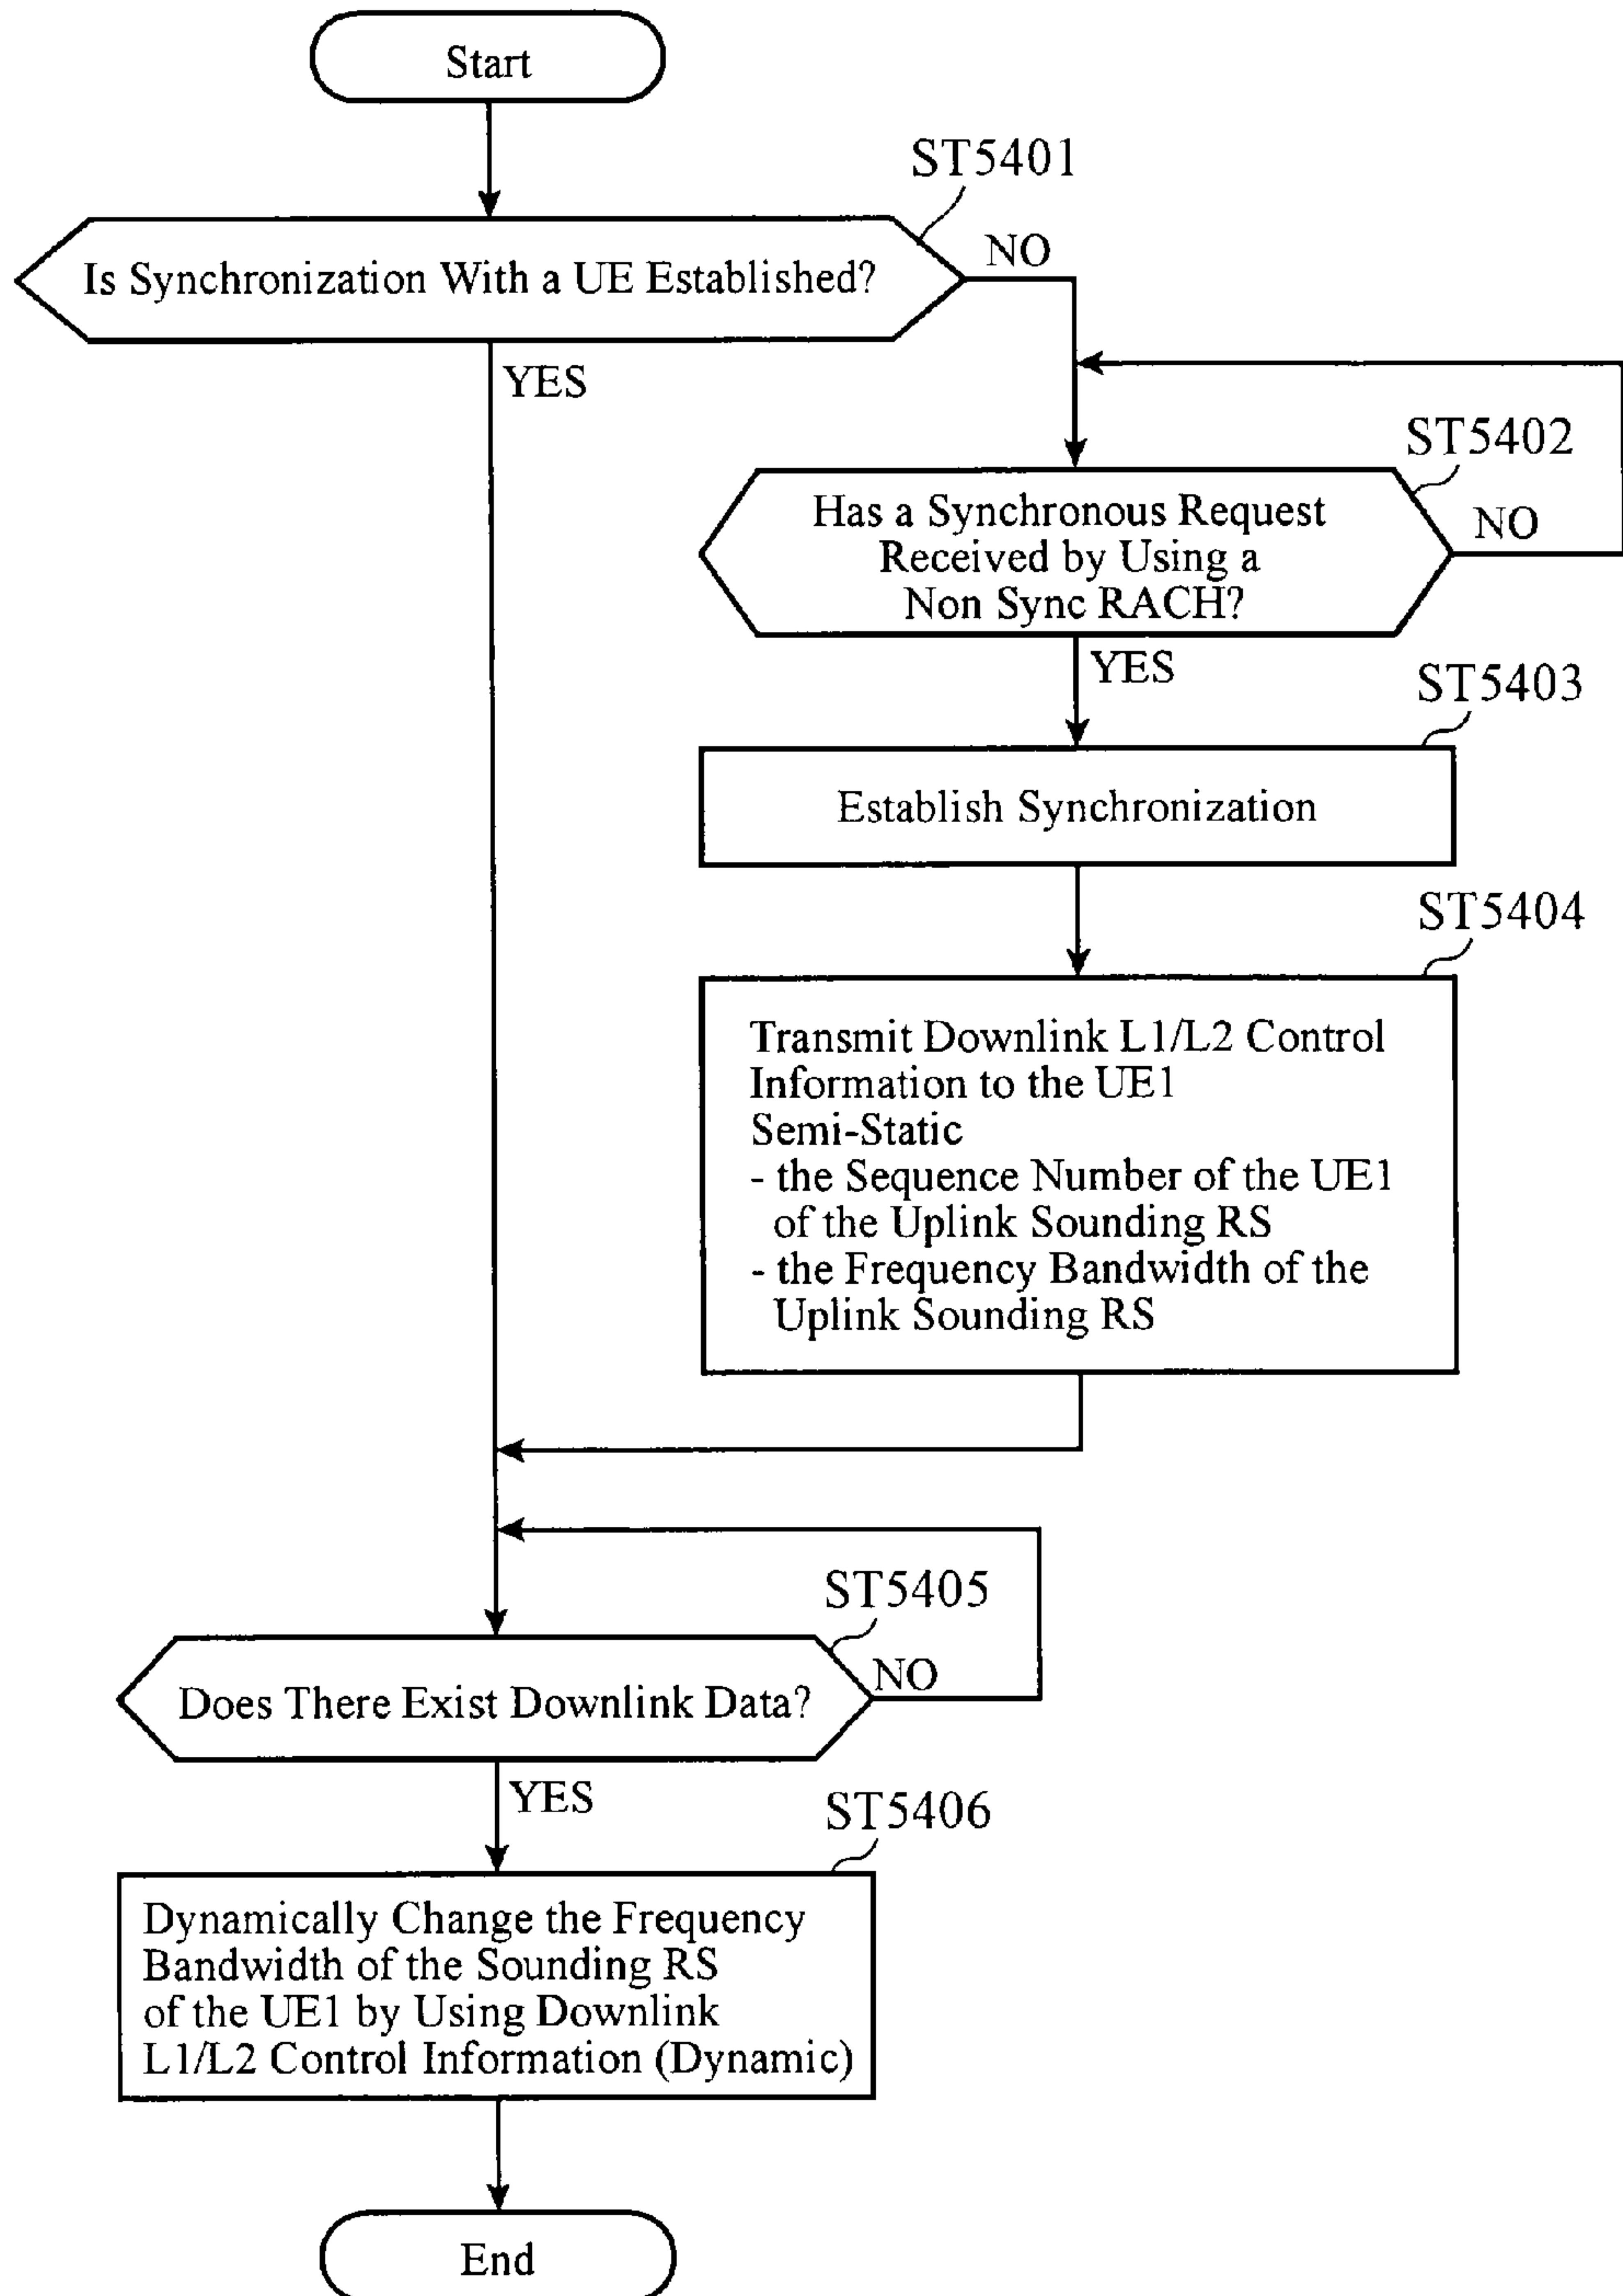 Start
ST5401
Is Synchronization With a UE Established?
NO
YES
ST5402
Has a Synchronous Request
Received by Using a
Non Sync RACH?
NO
YES
ST5403
Establish Synchronization
ST5404
Transmit Downlink L1/L2 Control
Information to the UE1
Semi-Static
- the Sequence Number of the UE1
of the Uplink Sounding RS
- the Frequency Bandwidth of the
Uplink Sounding RS
ST5405
Does There Exist Downlink Data?
NO
YES
ST5406
Dynamically Change the Frequency
Bandwidth of the Sounding RS
of the UE1 by Using Downlink
L1/L2 Control Information (Dynamic)
End